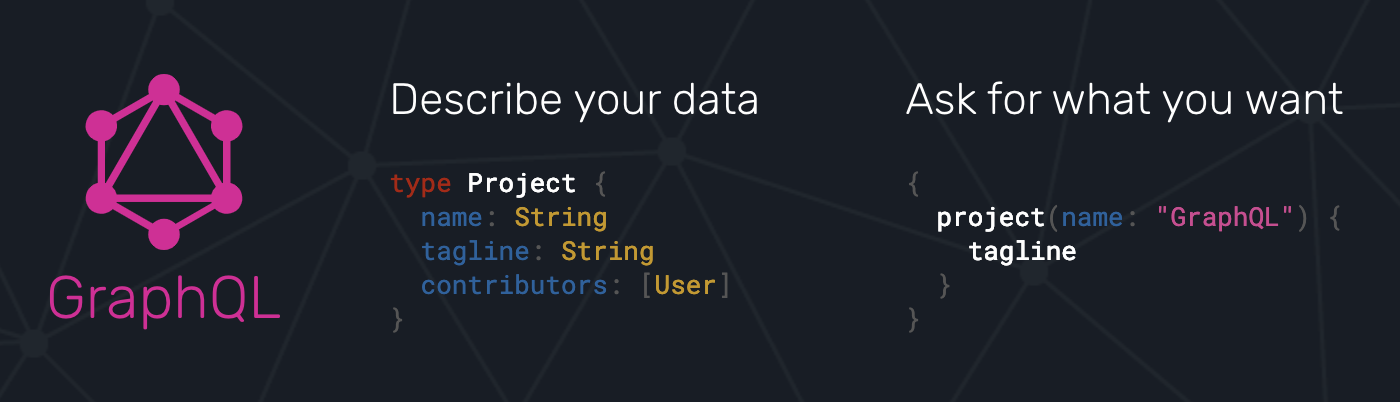 GraphQL
Describe your data
type Project {
  name: String
  tagline: String
  contributors: [User]
}
Ask for what you want
{
  project(name: "GraphQL") {
    tagline
  }
}